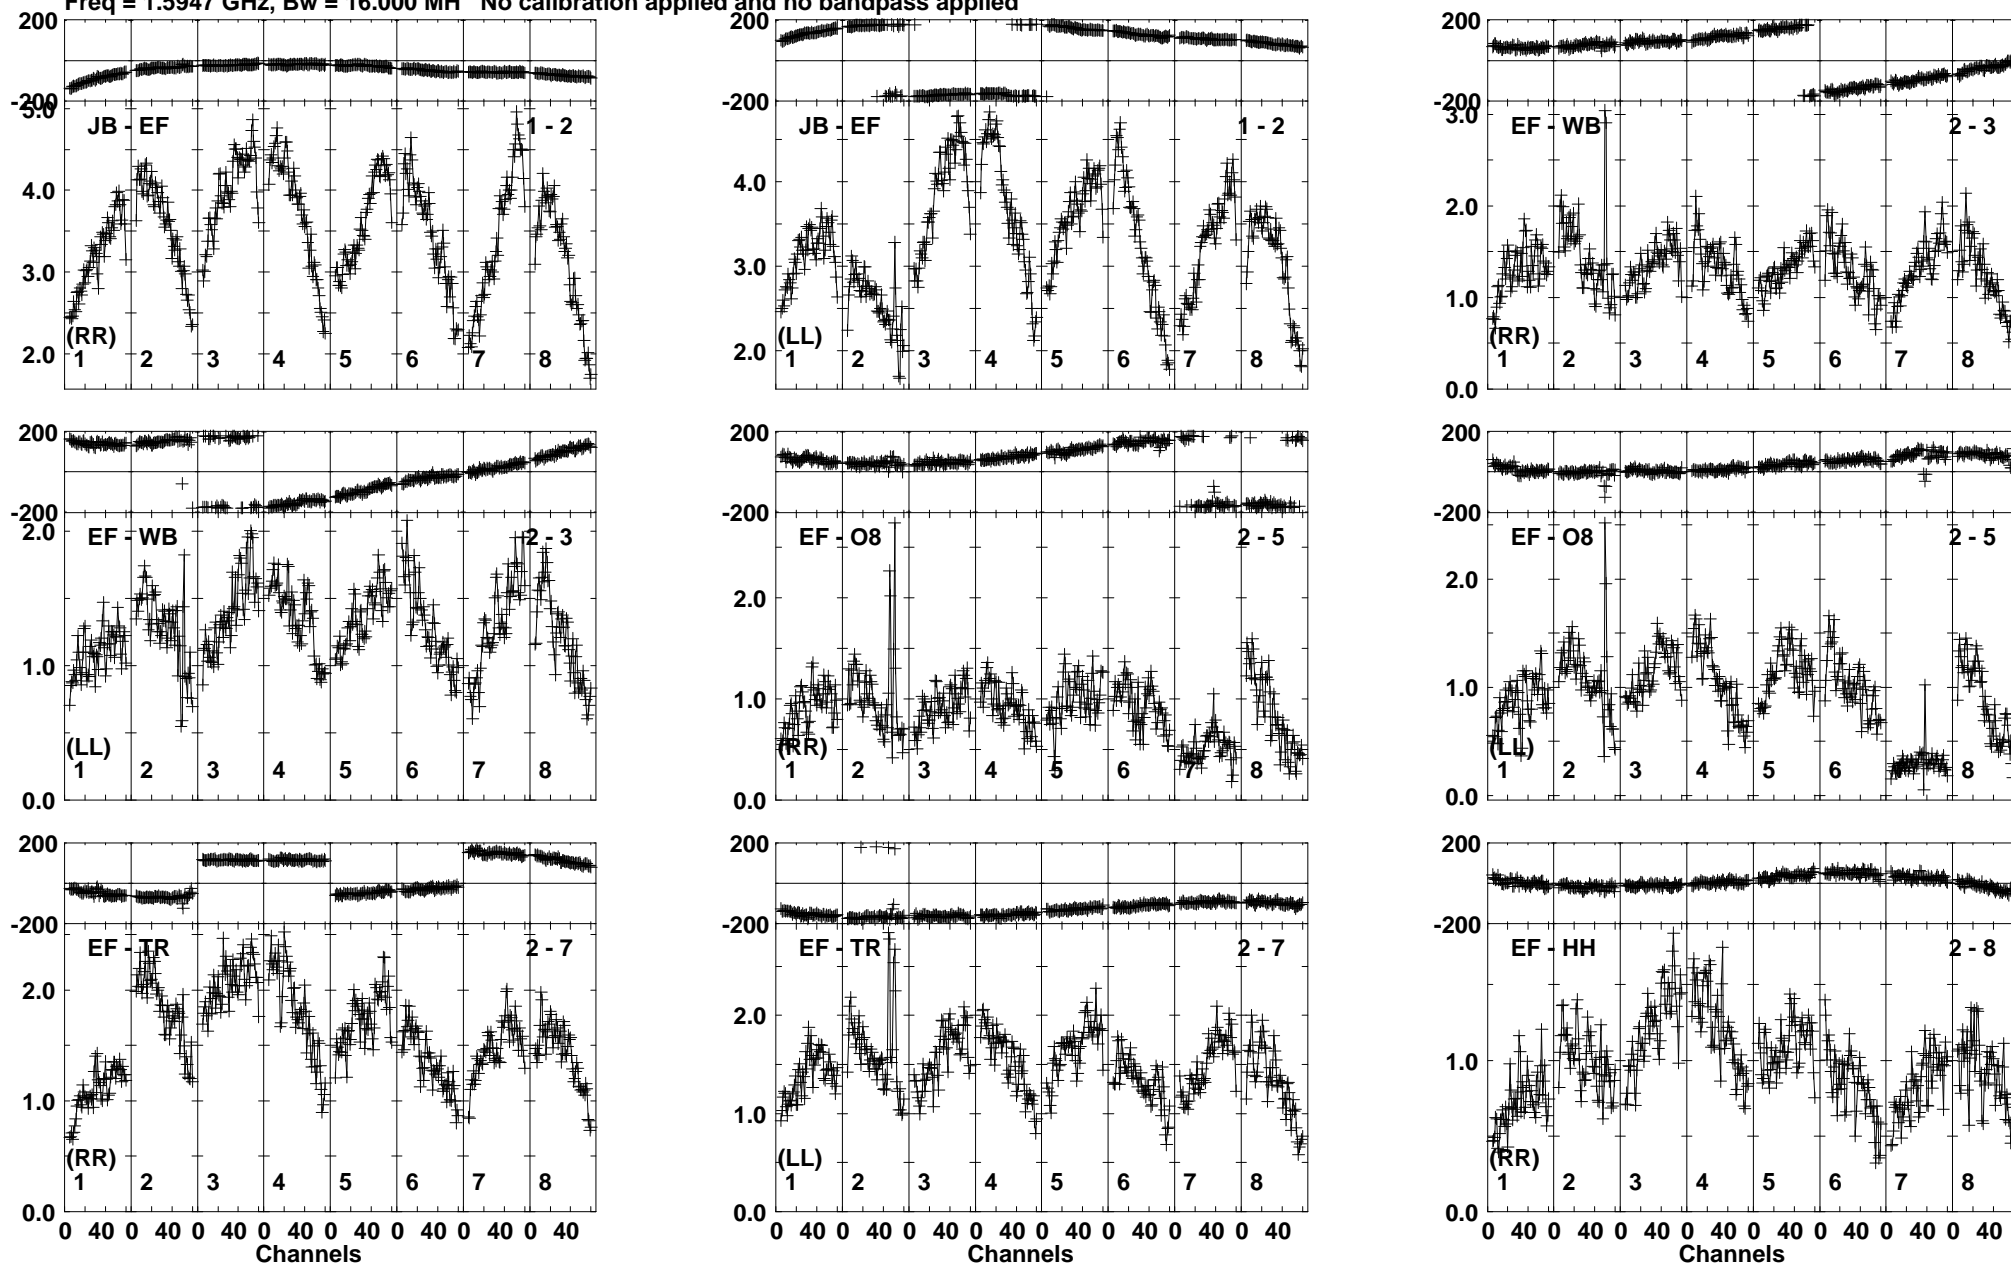 Freq = 1.5947 GHz, Bw = 16.000 MH No calibration applied and no bandpass applied
200 200 200
-200 -200 -200
5.0 3.0
JB - EF 1 - 2 JB - EF 1 - 2 EF - WB 2 - 3
4.0 4.0 2.0
3.0 3.0 1.0
(RR) (LL) (RR)
2.0 2.0
1 2 3 4 5 6 7 8 1 2 3 4 5 6 7 8 1 2 3 4 5 6 7 8
0.0
200 200 200
-200 -200 -200
2.0 EF - WB 2 - 3 EF - O8 2 - 5 EF - O8 2 - 5
2.0 2.0
1.0 1.0 1.0
(LL) (RR) (LL)
1 2 3 4 5 6 7 8 1 2 3 4 5 6 7 8 1 2 3 4 5 6 7 8
0.0 0.0 0.0
200 200 200
-200 -200 -200
EF - TR 2 - 7 EF - TR 2 - 7 EF - HH 2 - 8
2.0 2.0
1.0 1.0 1.0
(RR) (LL) (RR)
1 2 3 4 5 6 7 8 1 2 3 4 5 6 7 8 1 2 3 4 5 6 7 8
0.0 0.0 0.0
0 40 0 40 0 40 0 40 0 40 0 40 0 40 0 40 0 40 0 40 0 40 0 40 0 40 0 40 0 40 0 40 0 40 0 40 0 40 0 40 0 40 0 40 0 40 0 40
Channels Channels Channels